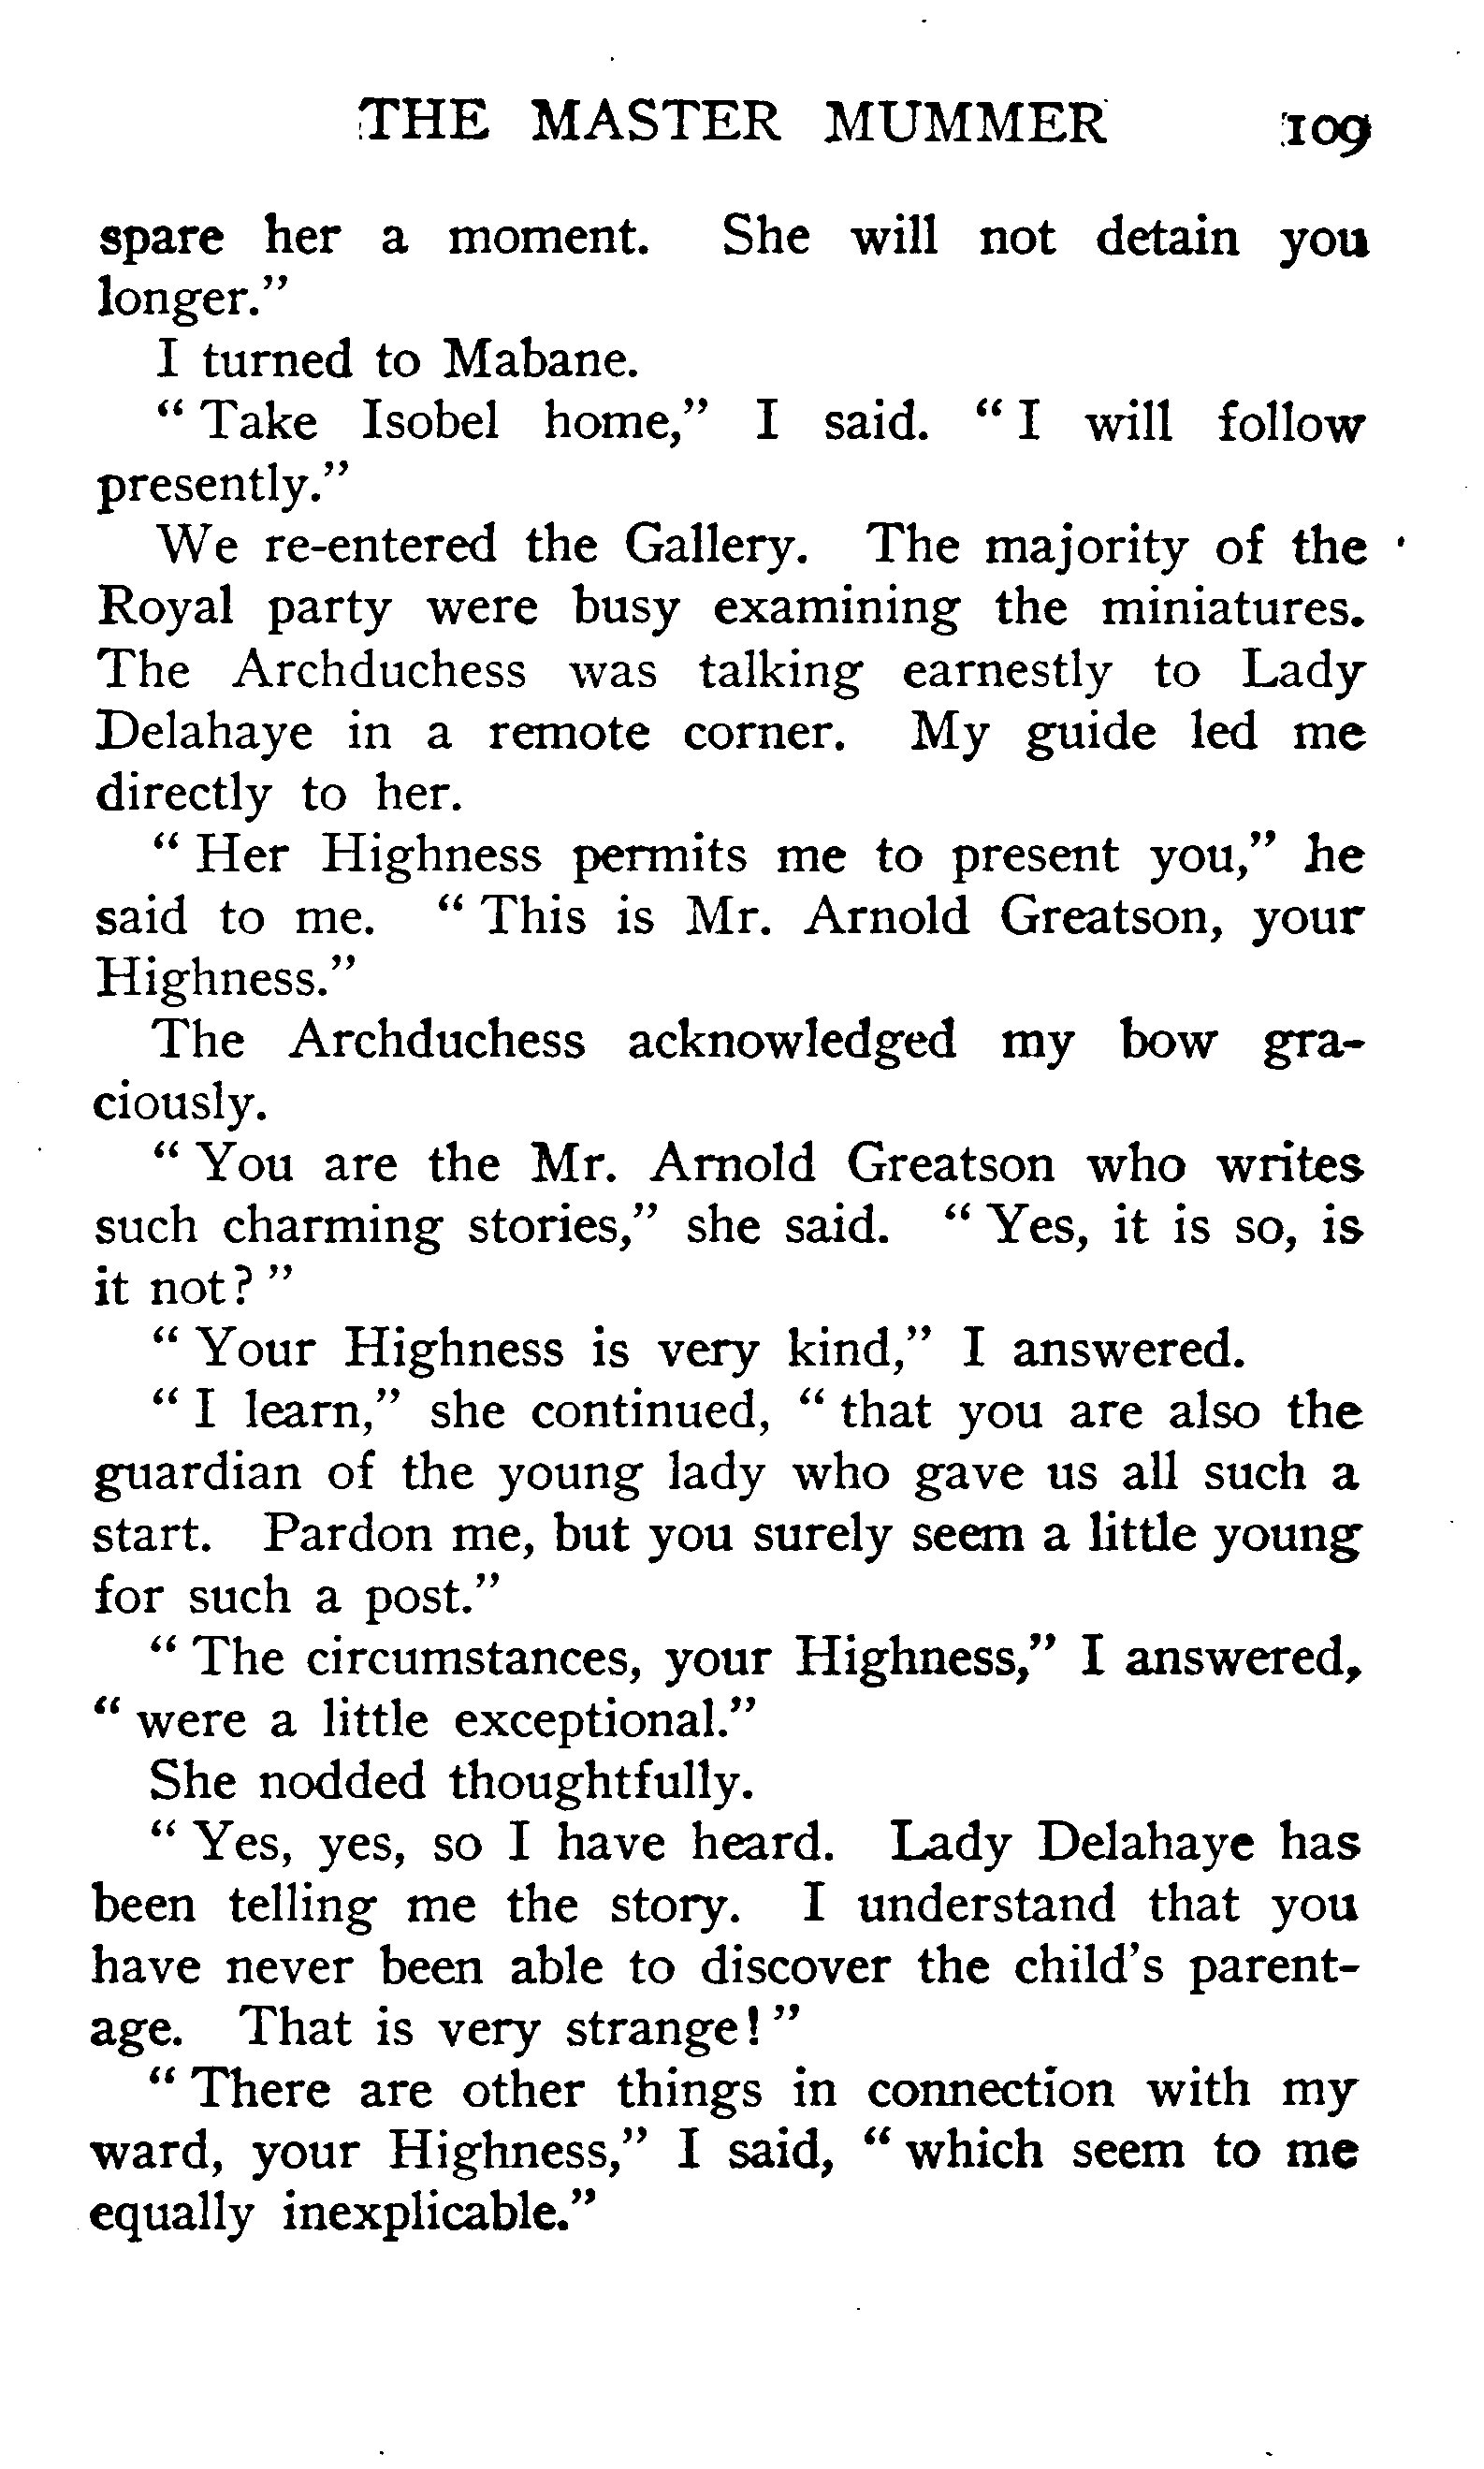 THE MASTER MUMMER 109
spare her a moment. She will not detain you
longer."
I turned to Mabane.
" Take Isobel home," I said. " I will follow
presently."
We re-entered the Gallery. The majority of the
Royal party were busy examining the miniatures.
The Archduchess was talking earnestly to Lady
Delahaye in a remote corner. My guide led me
directly to her.
" Her Highness permits me to present you," he
said to me. " This is Mr. Arnold Greatson, your
Highness."
The Archduchess acknowledged my bow gra-
ciously.
" You are the Mr. Arnold Greatson who writes
such charming stories," she said. " Yes, it is so, is
it not? "
" Your Highness is very kind," I answered.
" I learn," she continued, " that you are also the
guardian of the young lady who gave us all such a
start. Pardon me, but you surely seem a little young
for such a post."
" The circumstances, your Highness," I answered,
" were a little exceptional."
She nodded thoughtfully.
" Yes, yes, so I have heard. Lady Delahaye has
been telling me the story. I understand that you
have never been able to discover the child's parent-
age. That is very strange! "
" There are other things in connection with my
ward, your Highness," I said, " which seem to me
equally inexplicable."